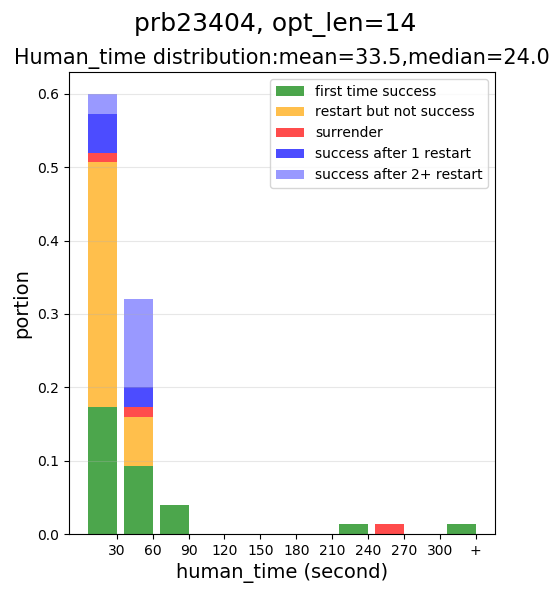 prb23404, opt_len=14
Human_time distribution:mean=33.5,median=24.0
first time success
restart but not success
surrender
success after 1 restart
success after 2+ restart
portion
0.6
0.5
0.4
0.3
0.2
0.1
0.0
30 60 90 120 150 180 210 240 270 300 +
human_time (second)